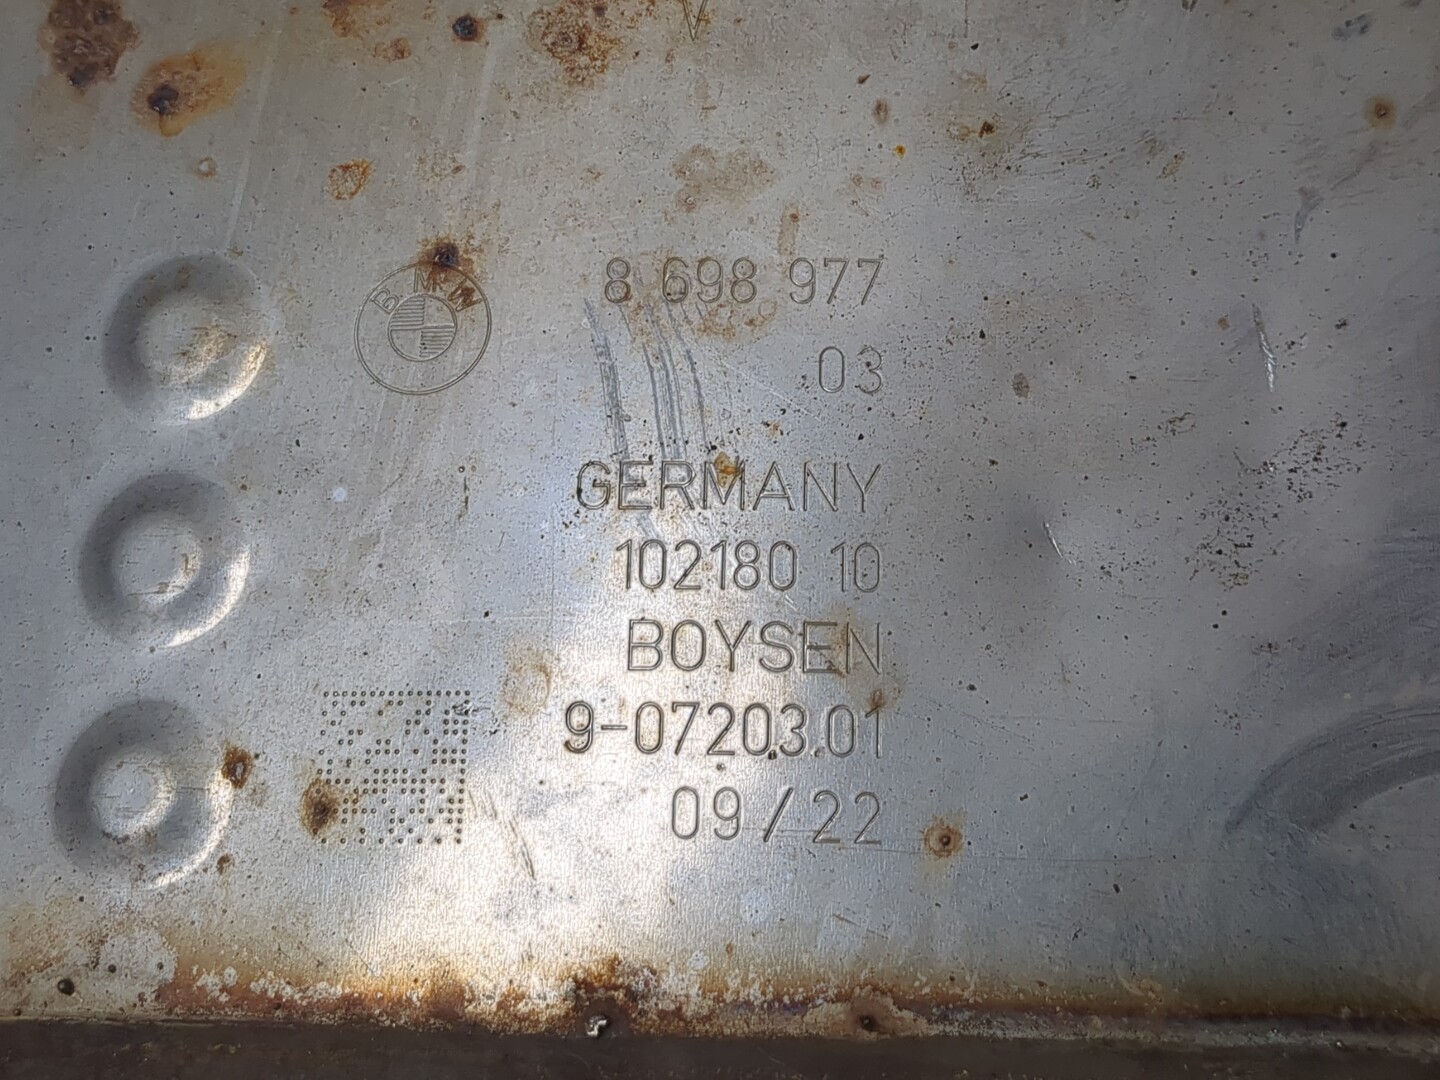 BMW
8 698 977
03
GERMANY
102180 10
BOYSEN
9-07203.01
09/22